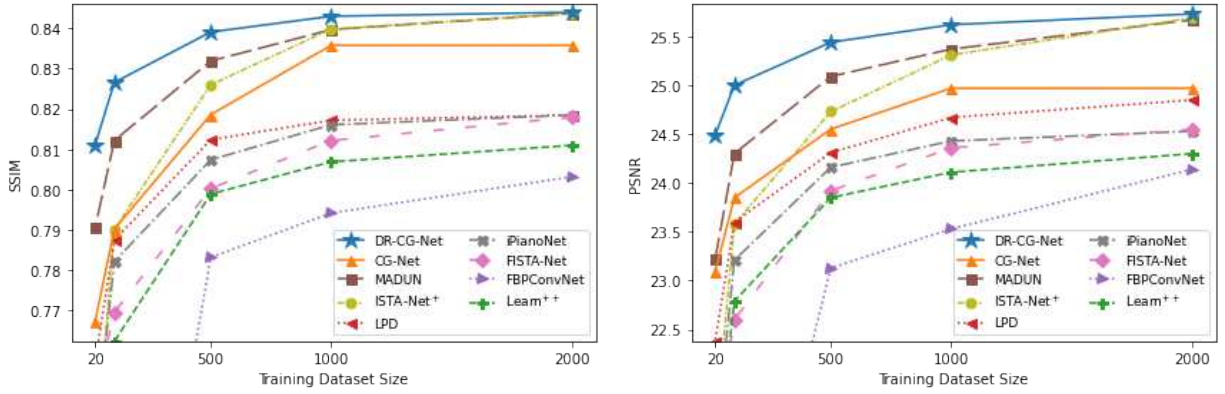 SSIM
0.84
0.83
0.82
0.81
0.80
0.79
0.78
0.77
20
500
1000
2000
Training Dataset Size
DR-CG-Net
CG-Net
MADUN
ISTA-Net⁺
LPD
iPianoNet
FISTA-Net
FBPConvNet
Learn⁺⁺
PSNR
25.5
25.0
24.5
24.0
23.5
23.0
22.5
20
500
1000
2000
Training Dataset Size
DR-CG-Net
CG-Net
MADUN
ISTA-Net⁺
LPD
iPianoNet
FISTA-Net
FBPConvNet
Learn⁺⁺